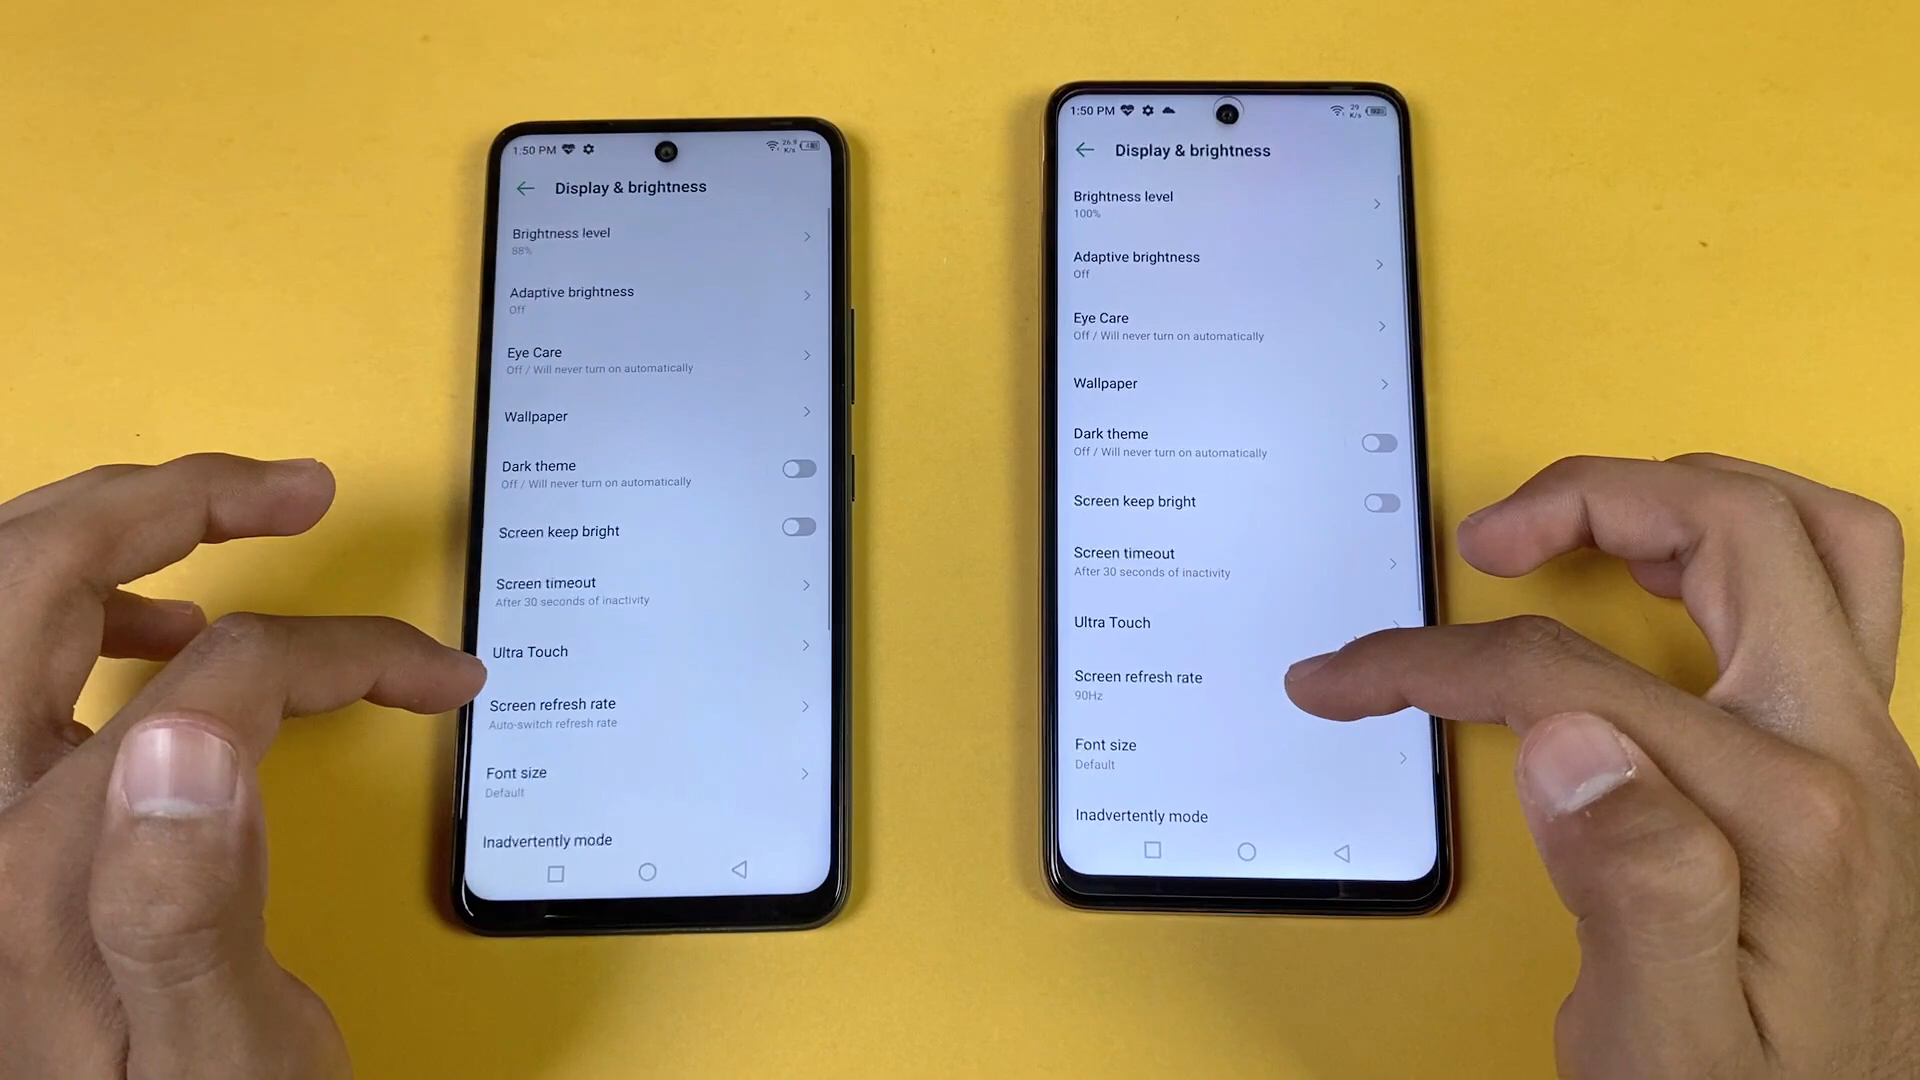 1:50 PM
26.9
K/s
Display & brightness
Brightness level
88%
Adaptive brightness
Off
Eye Care
Off / Will never turn on automatically
Wallpaper
Dark theme
Off / Will never turn on automatically
Screen keep bright
Screen timeout
After 30 seconds of inactivity
Ultra Touch
Screen refresh rate
Auto-switch refresh rate
Font size
Default
Inadvertently mode
1:50 PM
29
K/s
Display & brightness
Brightness level
100%
Adaptive brightness
Off
Eye Care
Off / Will never turn on automatically
Wallpaper
Dark theme
Off / Will never turn on automatically
Screen keep bright
Screen timeout
After 30 seconds of inactivity
Ultra Touch
Screen refresh rate
90Hz
Font size
Default
Inadvertently mode